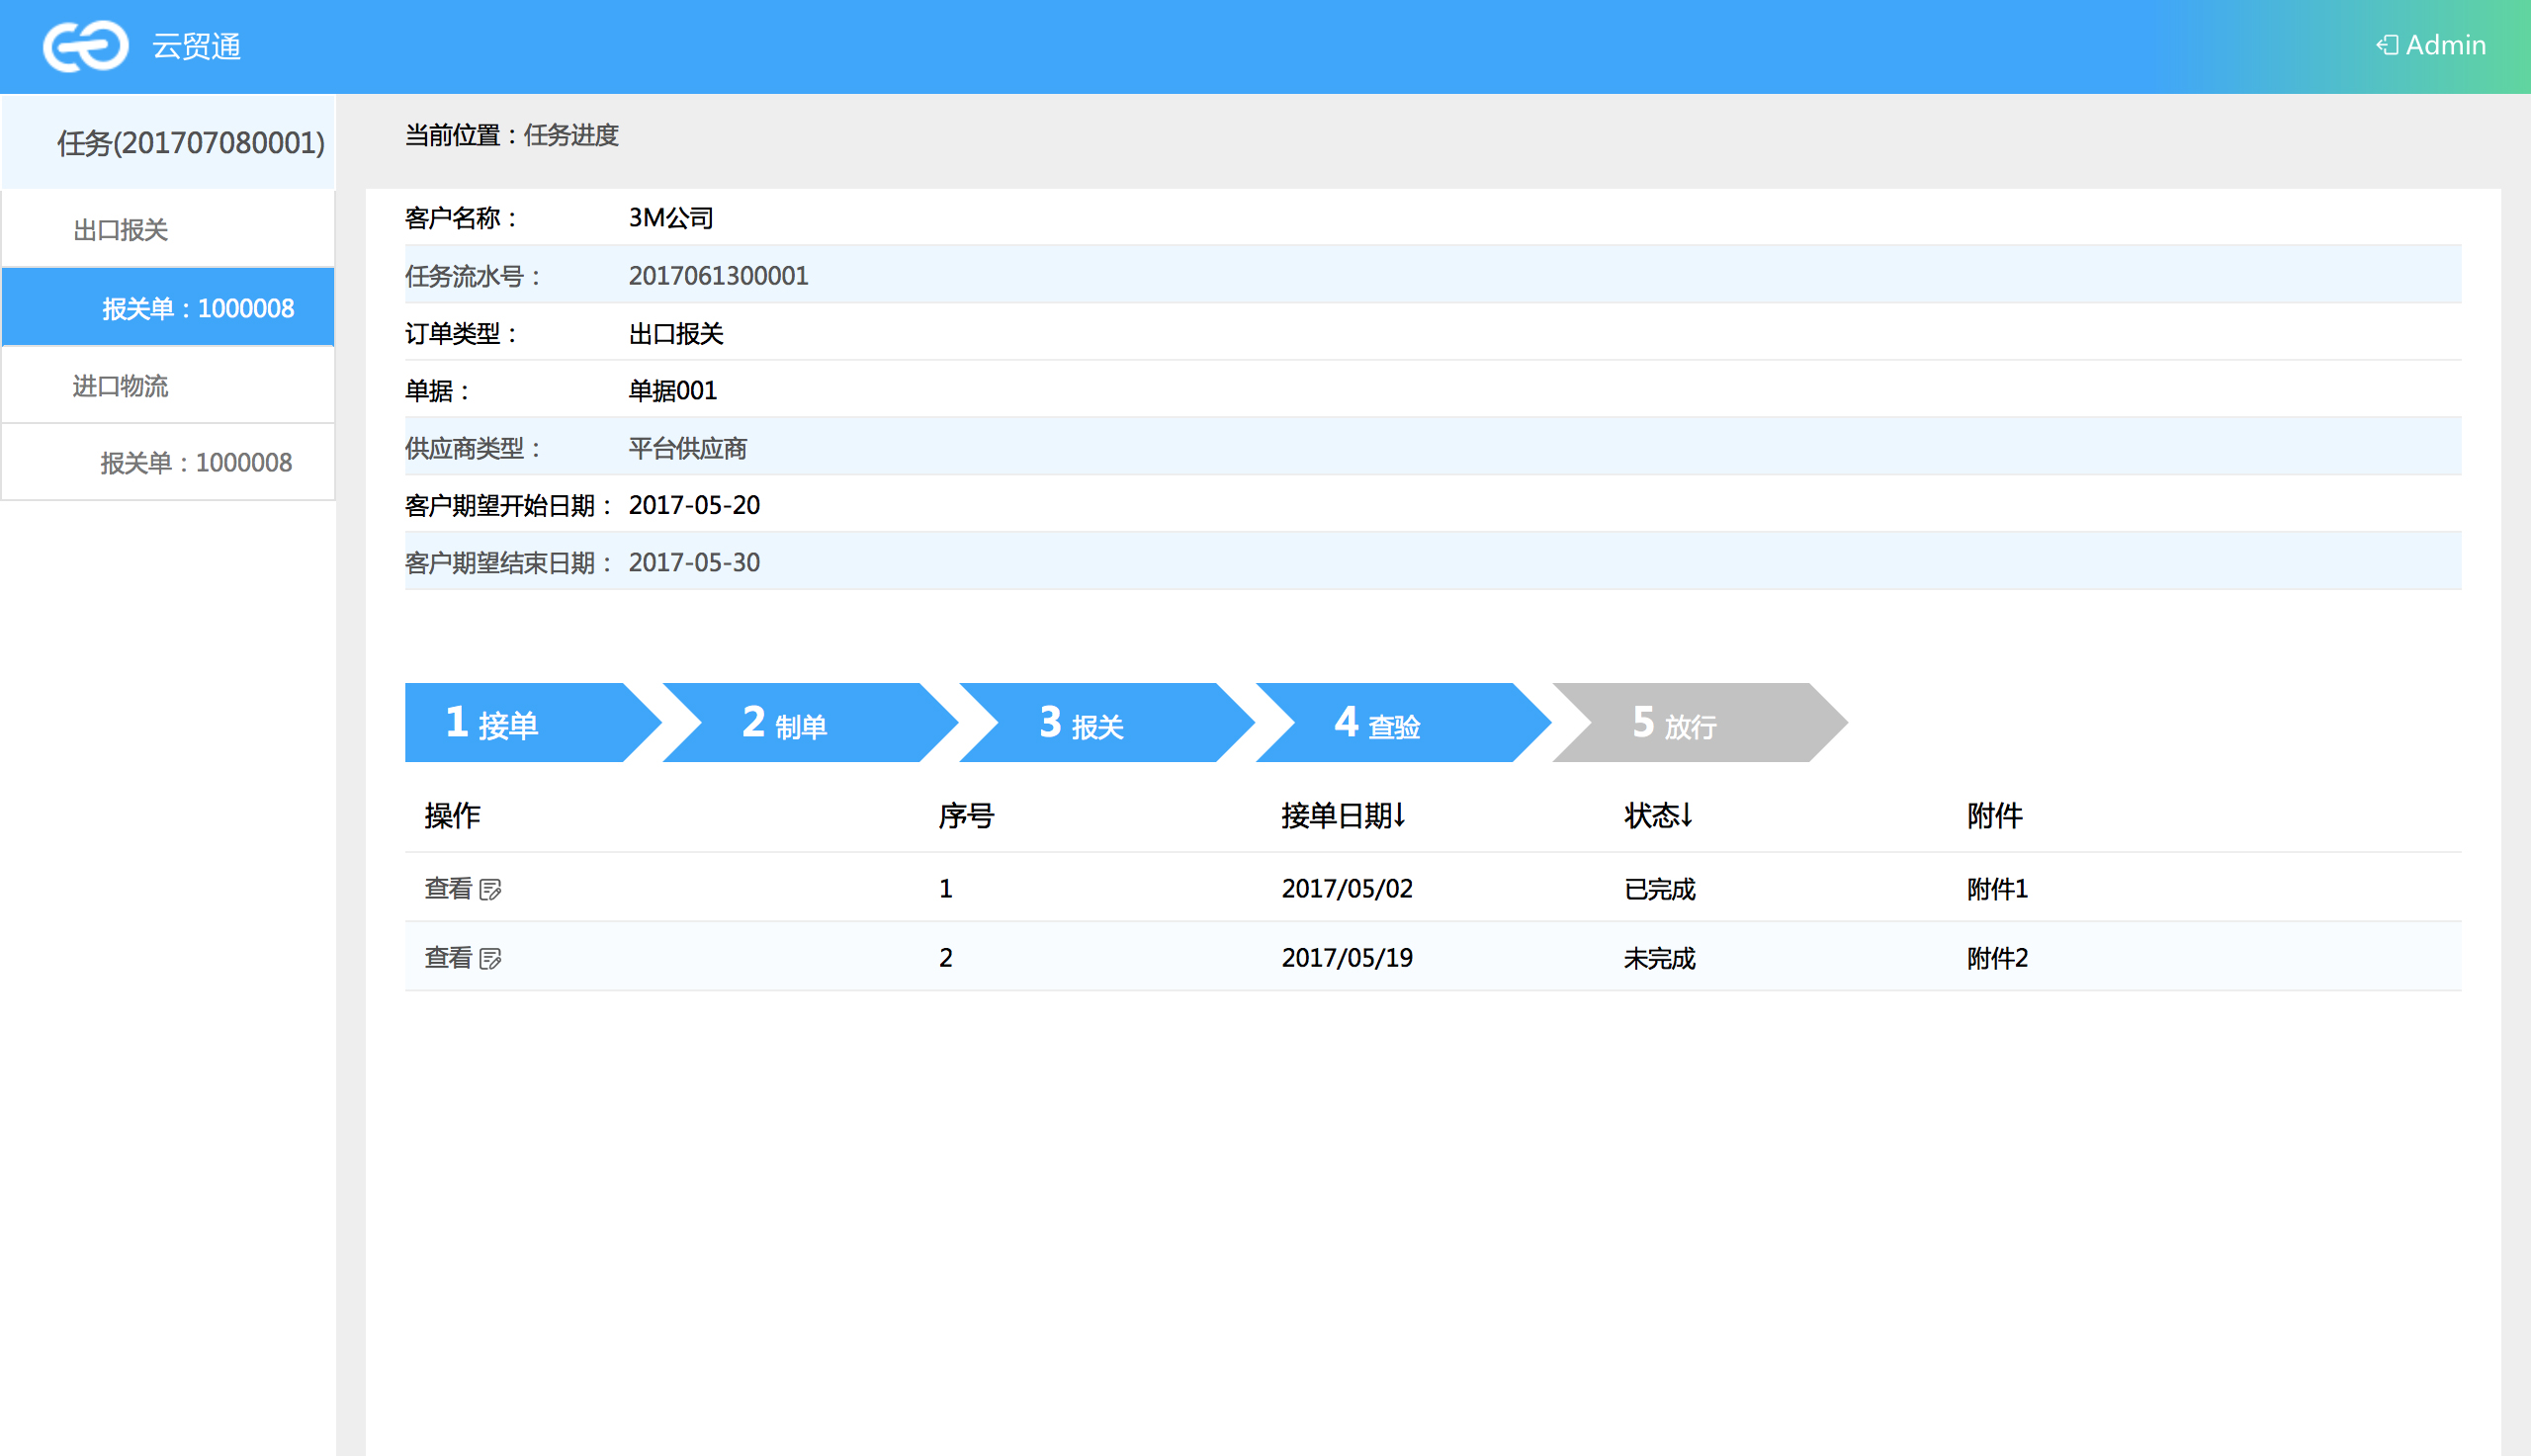 云贸通
Admin
任务(201707080001)
出口报关
报关单：1000008
进口物流
报关单：1000008
当前位置：任务进度
客户名称： 3M公司
任务流水号： 2017061300001
订单类型： 出口报关
单据： 单据001
供应商类型： 平台供应商
客户期望开始日期： 2017-05-20
客户期望结束日期： 2017-05-30
1 接单 2 制单 3 报关 4 查验 5 放行
操作 序号 接单日期↓ 状态↓ 附件
查看 1 2017/05/02 已完成 附件1
查看 2 2017/05/19 未完成 附件2